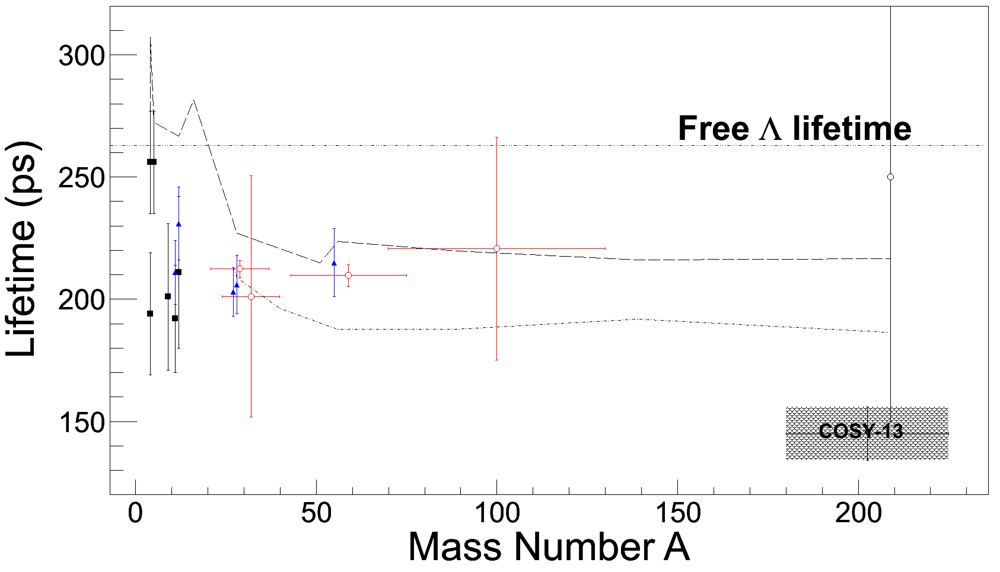 300
250
200
150
Lifetime (ps)
Free Λ lifetime
COSY-13
0 50 100 150 200
Mass Number A